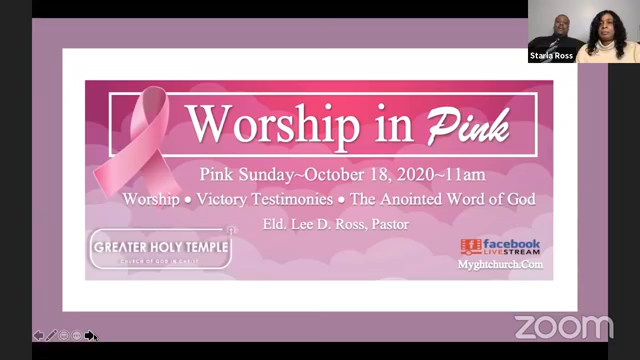 Starla Ross
Worship in Pink
Pink Sunday~October 18, 2020~11am
Worship ● Victory Testimonies ● The Anointed Word of God
Eld. Lee D. Ross, Pastor
GREATER HOLY TEMPLE
CHURCH OF GOD IN CHRIST
facebook
LIVESTREAM
Myghtchurch.Com
zoom